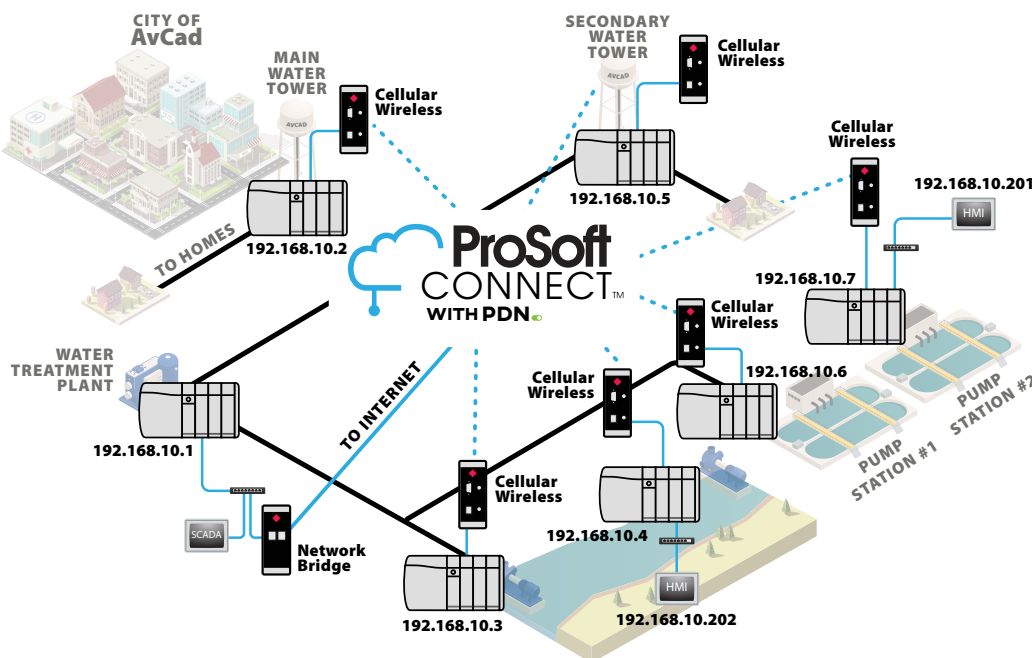 CITY OF
AvCad
MAIN
WATER
TOWER
AVCAD
Cellular
Wireless
192.168.10.2
TO HOMES
SECONDARY
WATER
TOWER
AVCAD
Cellular
Wireless
192.168.10.5
Cellular
Wireless
192.168.10.201
HMI
192.168.10.7
ProSoft
CONNECT™
WITH PDN
Cellular
Wireless
192.168.10.6
PUMP
STATION #2
PUMP
STATION #1
WATER
TREATMENT
PLANT
192.168.10.1
TO INTERNET
SCADA
Network
Bridge
Cellular
Wireless
192.168.10.3
Cellular
Wireless
192.168.10.4
HMI
192.168.10.202
H